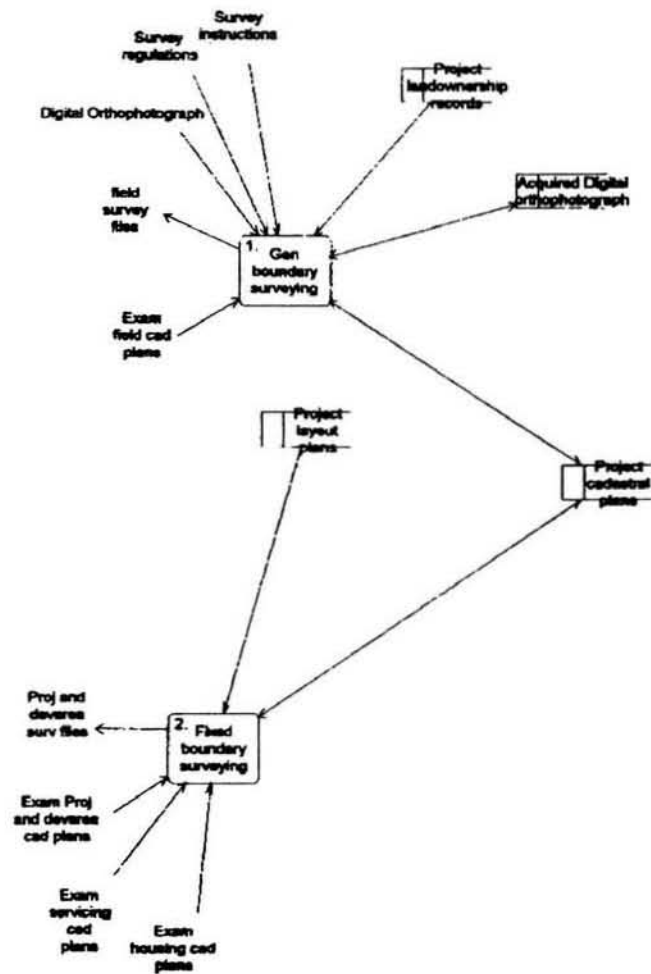 Survey
instructions
Survey
regulations
Digital Orthophotograph
Project
landownership
records
Acquired Digital
orthophotograph
field
survey
files
1.
Gen
boundary
surveying
Exam
field cad
plans
Project
layout
plans
Project
cadastral
plans
Proj and
deverse
surv files
2.
Fixed
boundary
surveying
Exam Proj
and deverse
cad plans
Exam
servicing
cad
plans
Exam
housing cad
plans